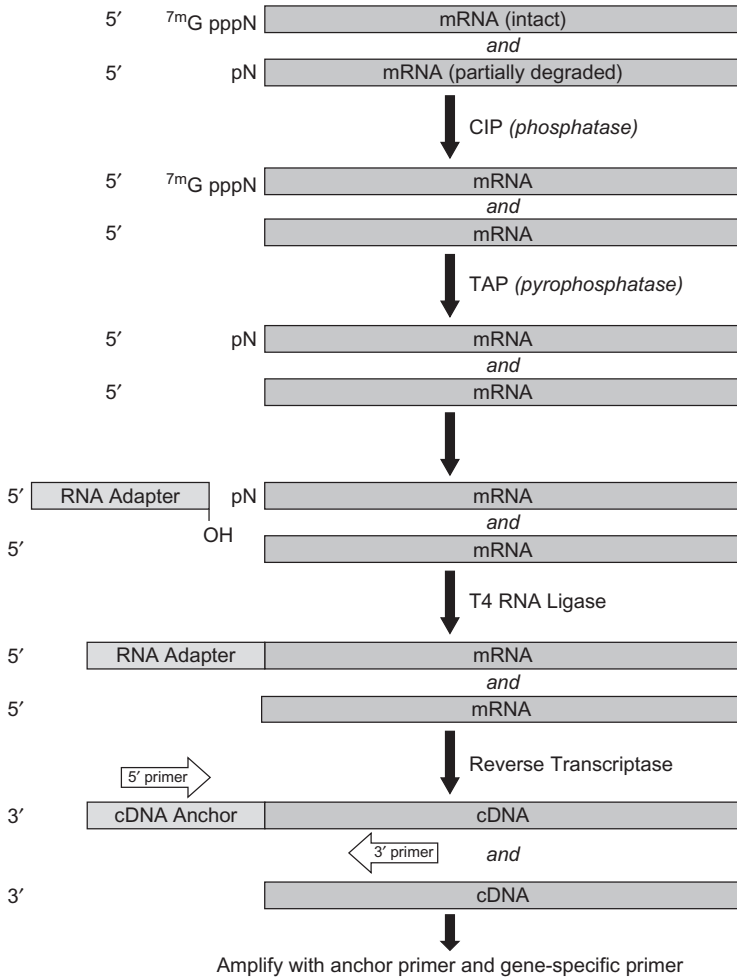 5′ ⁷ᵐG pppN mRNA (intact)
and
5′ pN mRNA (partially degraded)
CIP (phosphatase)
5′ ⁷ᵐG pppN mRNA
and
5′ mRNA
TAP (pyrophosphatase)
5′ pN mRNA
and
5′ mRNA
5′ RNA Adapter pN mRNA
and
OH
5′ mRNA
T4 RNA Ligase
5′ RNA Adapter mRNA
and
5′ mRNA
Reverse Transcriptase
5′ primer
3′ cDNA Anchor cDNA
3′ primer and
3′ cDNA
Amplify with anchor primer and gene-specific primer